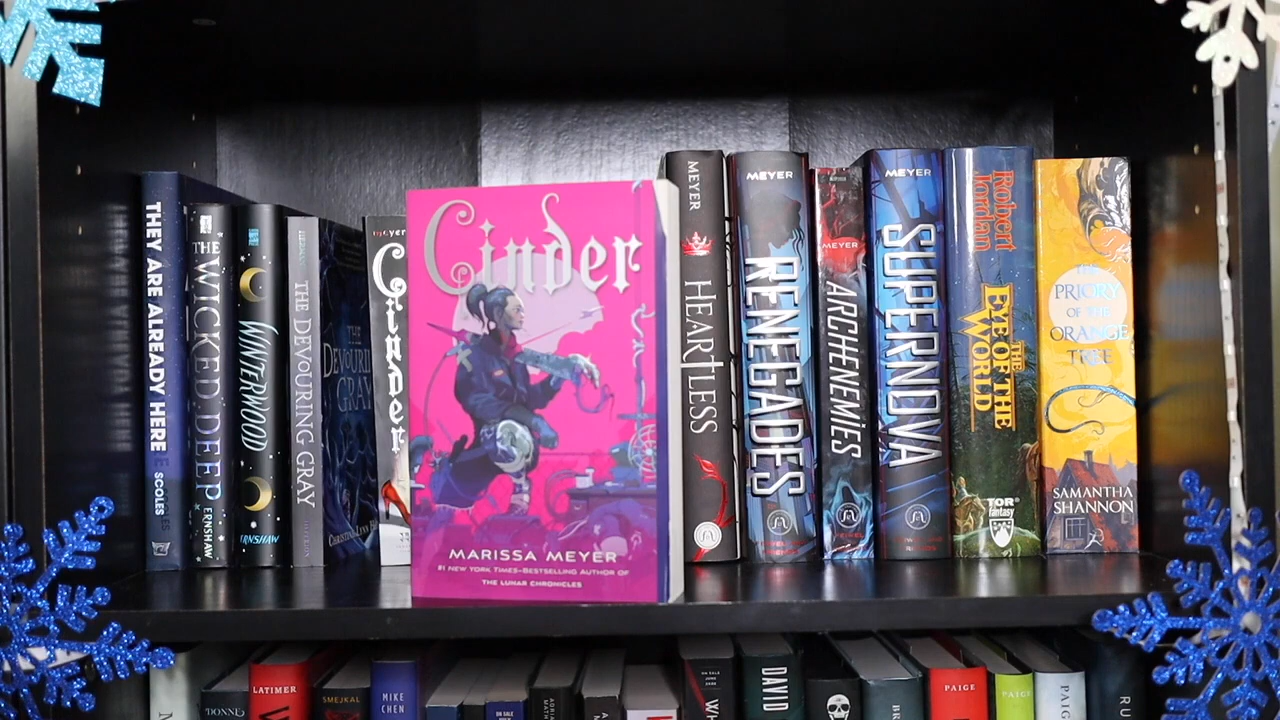 THEY ARE ALREADY HERE
SCOLES
THE WICKED DEEP
ERNSHAW
WINTERWOOD
ERNSHAW
THE DEVOURING GRAY
THE
DEVOURING
GRAY
meyer
Cinder
Cinder
MARISSA MEYER
#1 NEW YORK TIMES–BESTSELLING AUTHOR OF
THE LUNAR CHRONICLES
MEYER
HEARTLESS
MEYER
RENEGADES
MEYER
ARCHENEMIES
MEYER
SUPERNOVA
Robert
Jordan
THE
EYE OF THE
WORLD
TOR
fantasy
THE
PRIORY
OF THE
ORANGE
TREE
SAMANTHA
SHANNON
LATIMER
DONNE
SMEJKAL
MIKE
CHEN
DAVID
PAIGE
PAIGE
PAIGE